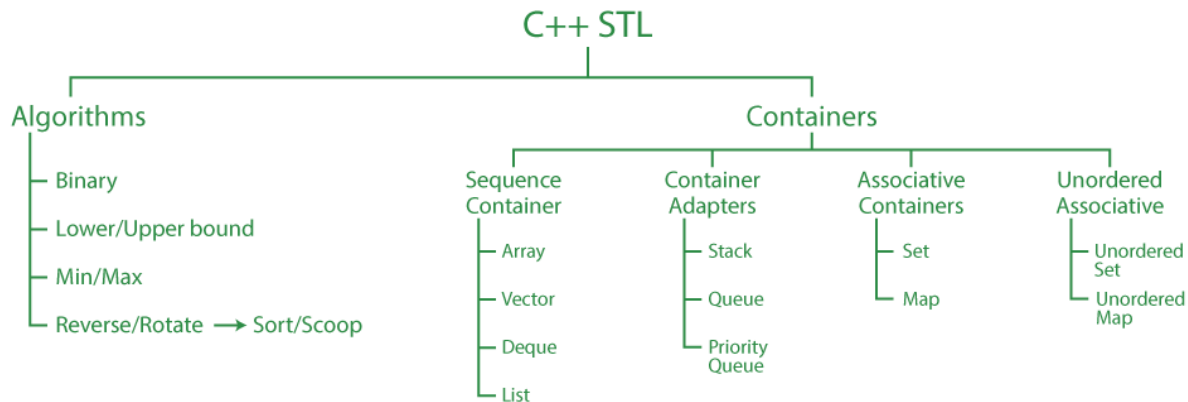 C++ STL
Algorithms
Binary
Lower/Upper bound
Min/Max
Reverse/Rotate → Sort/Scoop
Containers
Sequence
Container
Array
Vector
Deque
List
Container
Adapters
Stack
Queue
Priority
Queue
Associative
Containers
Set
Map
Unordered
Associative
Unordered
Set
Unordered
Map